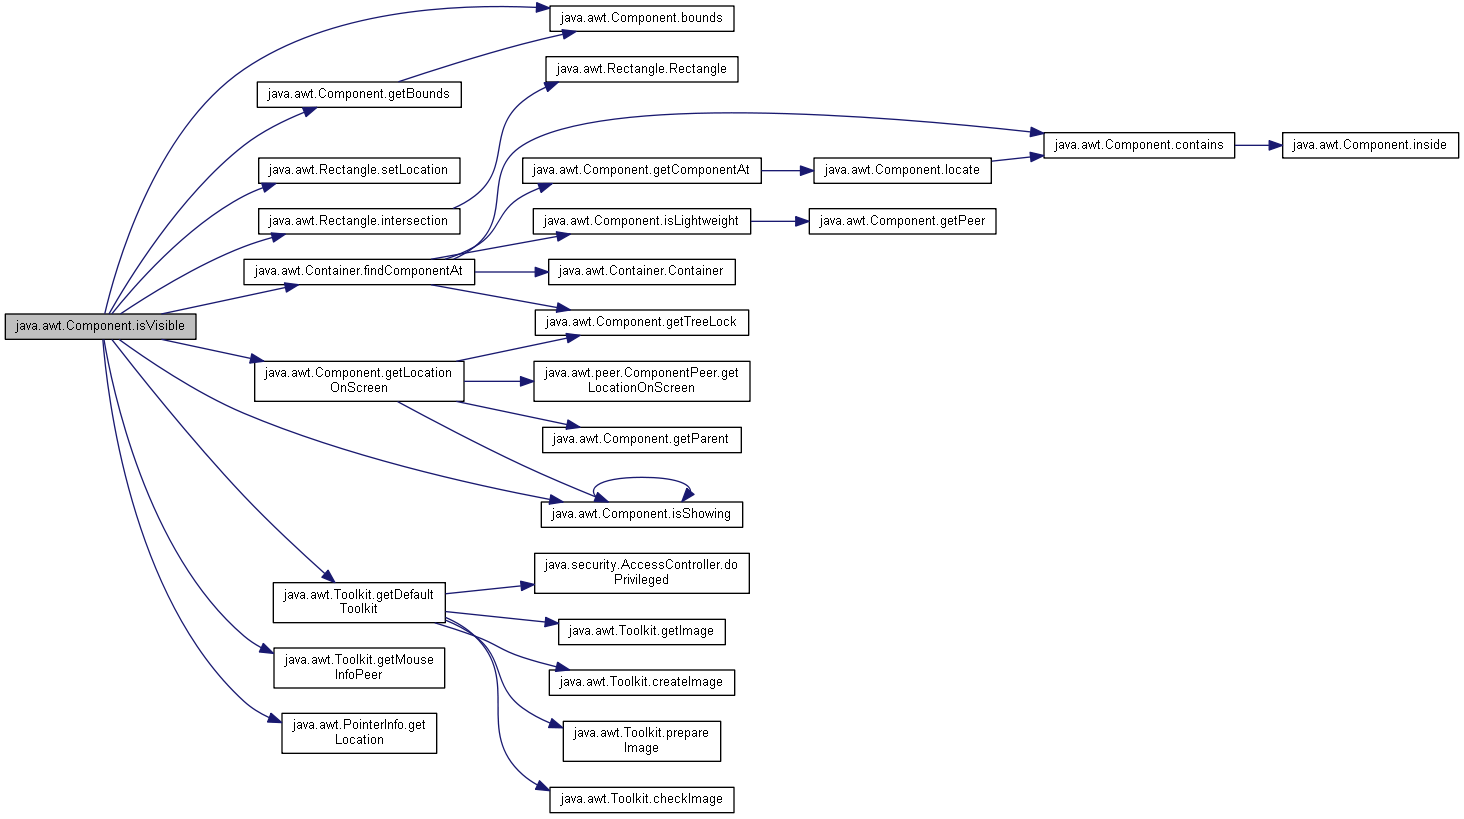 java.awt.Component.isVisible
java.awt.Component.bounds
java.awt.Component.getBounds
java.awt.Rectangle.setLocation
java.awt.Rectangle.intersection
java.awt.Rectangle.Rectangle
java.awt.Container.findComponentAt
java.awt.Component.getComponentAt
java.awt.Component.locate
java.awt.Component.contains
java.awt.Component.inside
java.awt.Component.isLightweight
java.awt.Component.getPeer
java.awt.Container.Container
java.awt.Component.getTreeLock
java.awt.Component.getLocation
OnScreen
java.awt.peer.ComponentPeer.get
LocationOnScreen
java.awt.Component.getParent
java.awt.Component.isShowing
java.awt.Toolkit.getDefault
Toolkit
java.security.AccessController.do
Privileged
java.awt.Toolkit.getImage
java.awt.Toolkit.createImage
java.awt.Toolkit.prepare
Image
java.awt.Toolkit.checkImage
java.awt.Toolkit.getMouse
InfoPeer
java.awt.PointerInfo.get
Location